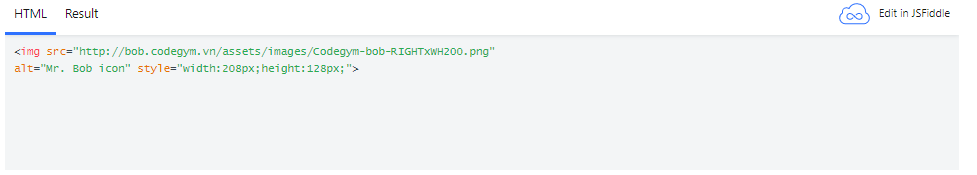 HTML Result Edit in JSFiddle
<img src="http://bob.codegym.vn/assets/images/Codegym-bob-RIGHTxWH200.png"
alt="Mr. Bob icon" style="width:208px;height:128px;">